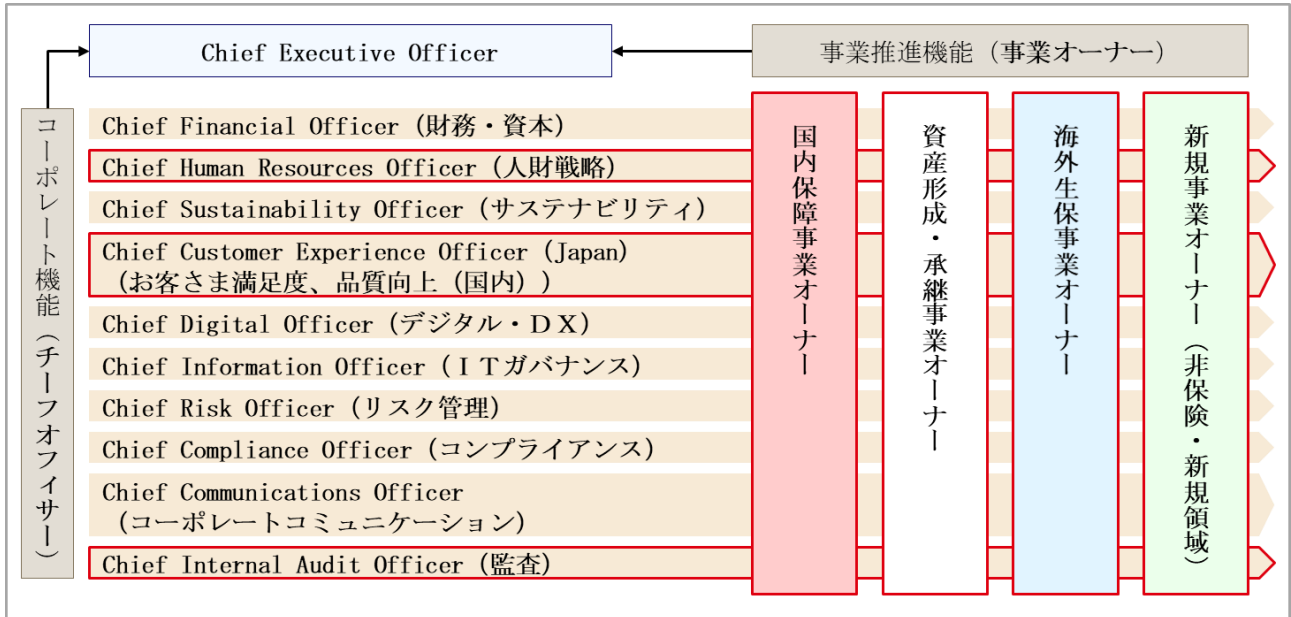 Chief Executive Officer
事業推進機能（事業オーナー）
コーポレート機能（チーフオフィサー）
Chief Financial Officer（財務・資本）
Chief Human Resources Officer（人財戦略）
Chief Sustainability Officer（サステナビリティ）
Chief Customer Experience Officer（Japan）
（お客さま満足度、品質向上（国内））
Chief Digital Officer（デジタル・ＤＸ）
Chief Information Officer（ＩＴガバナンス）
Chief Risk Officer（リスク管理）
Chief Compliance Officer（コンプライアンス）
Chief Communications Officer
（コーポレートコミュニケーション）
Chief Internal Audit Officer（監査）
国内保障事業オーナー
資産形成・承継事業オーナー
海外生保事業オーナー
新規事業オーナー（非保険・新規領域）